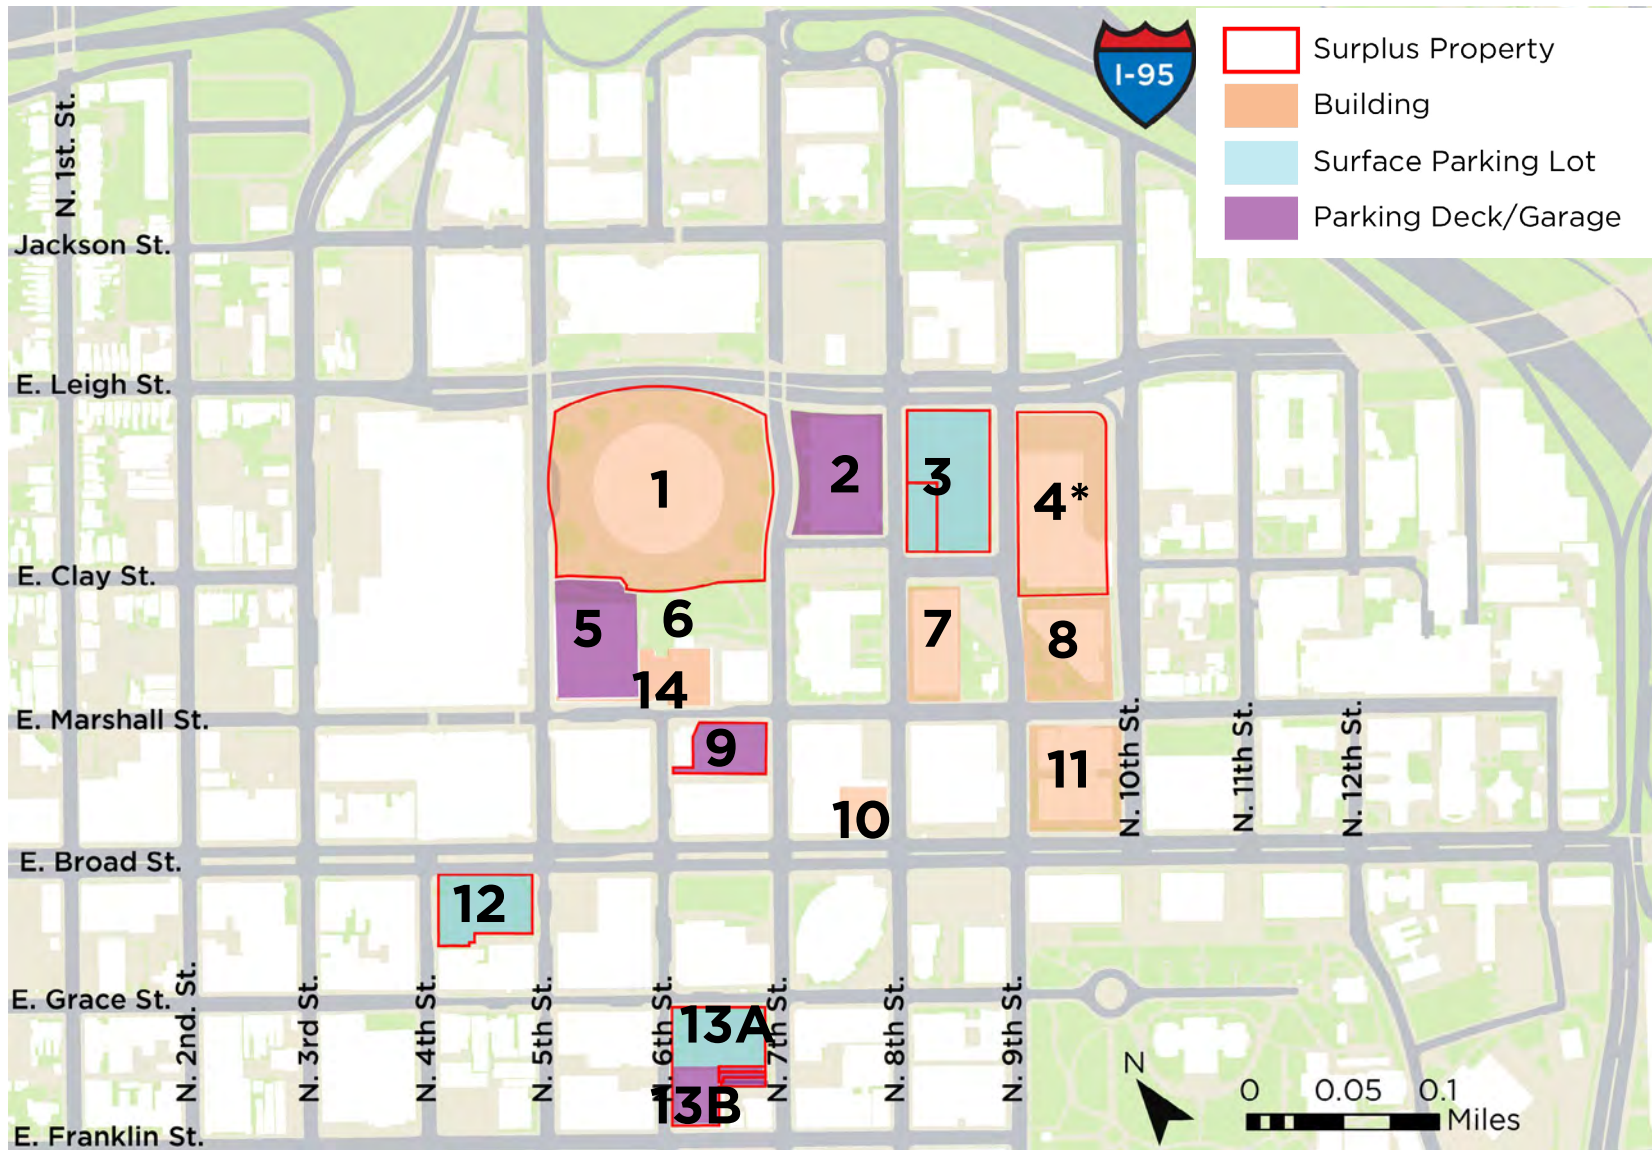 I-95
Surplus Property
Building
Surface Parking Lot
Parking Deck/Garage
N. 1st. St.
Jackson St.
E. Leigh St.
1
2
3
4*
E. Clay St.
5
6
7
8
14
E. Marshall St.
9
10
11
N. 10th St.
N. 11th St.
N. 12th St.
E. Broad St.
12
E. Grace St.
N. 2nd. St.
N. 3rd St.
N. 4th St.
N. 5th St.
N. 6th St.
N. 7th St.
N. 8th St.
N. 9th St.
13A
13B
E. Franklin St.
N
0 0.05 0.1
Miles